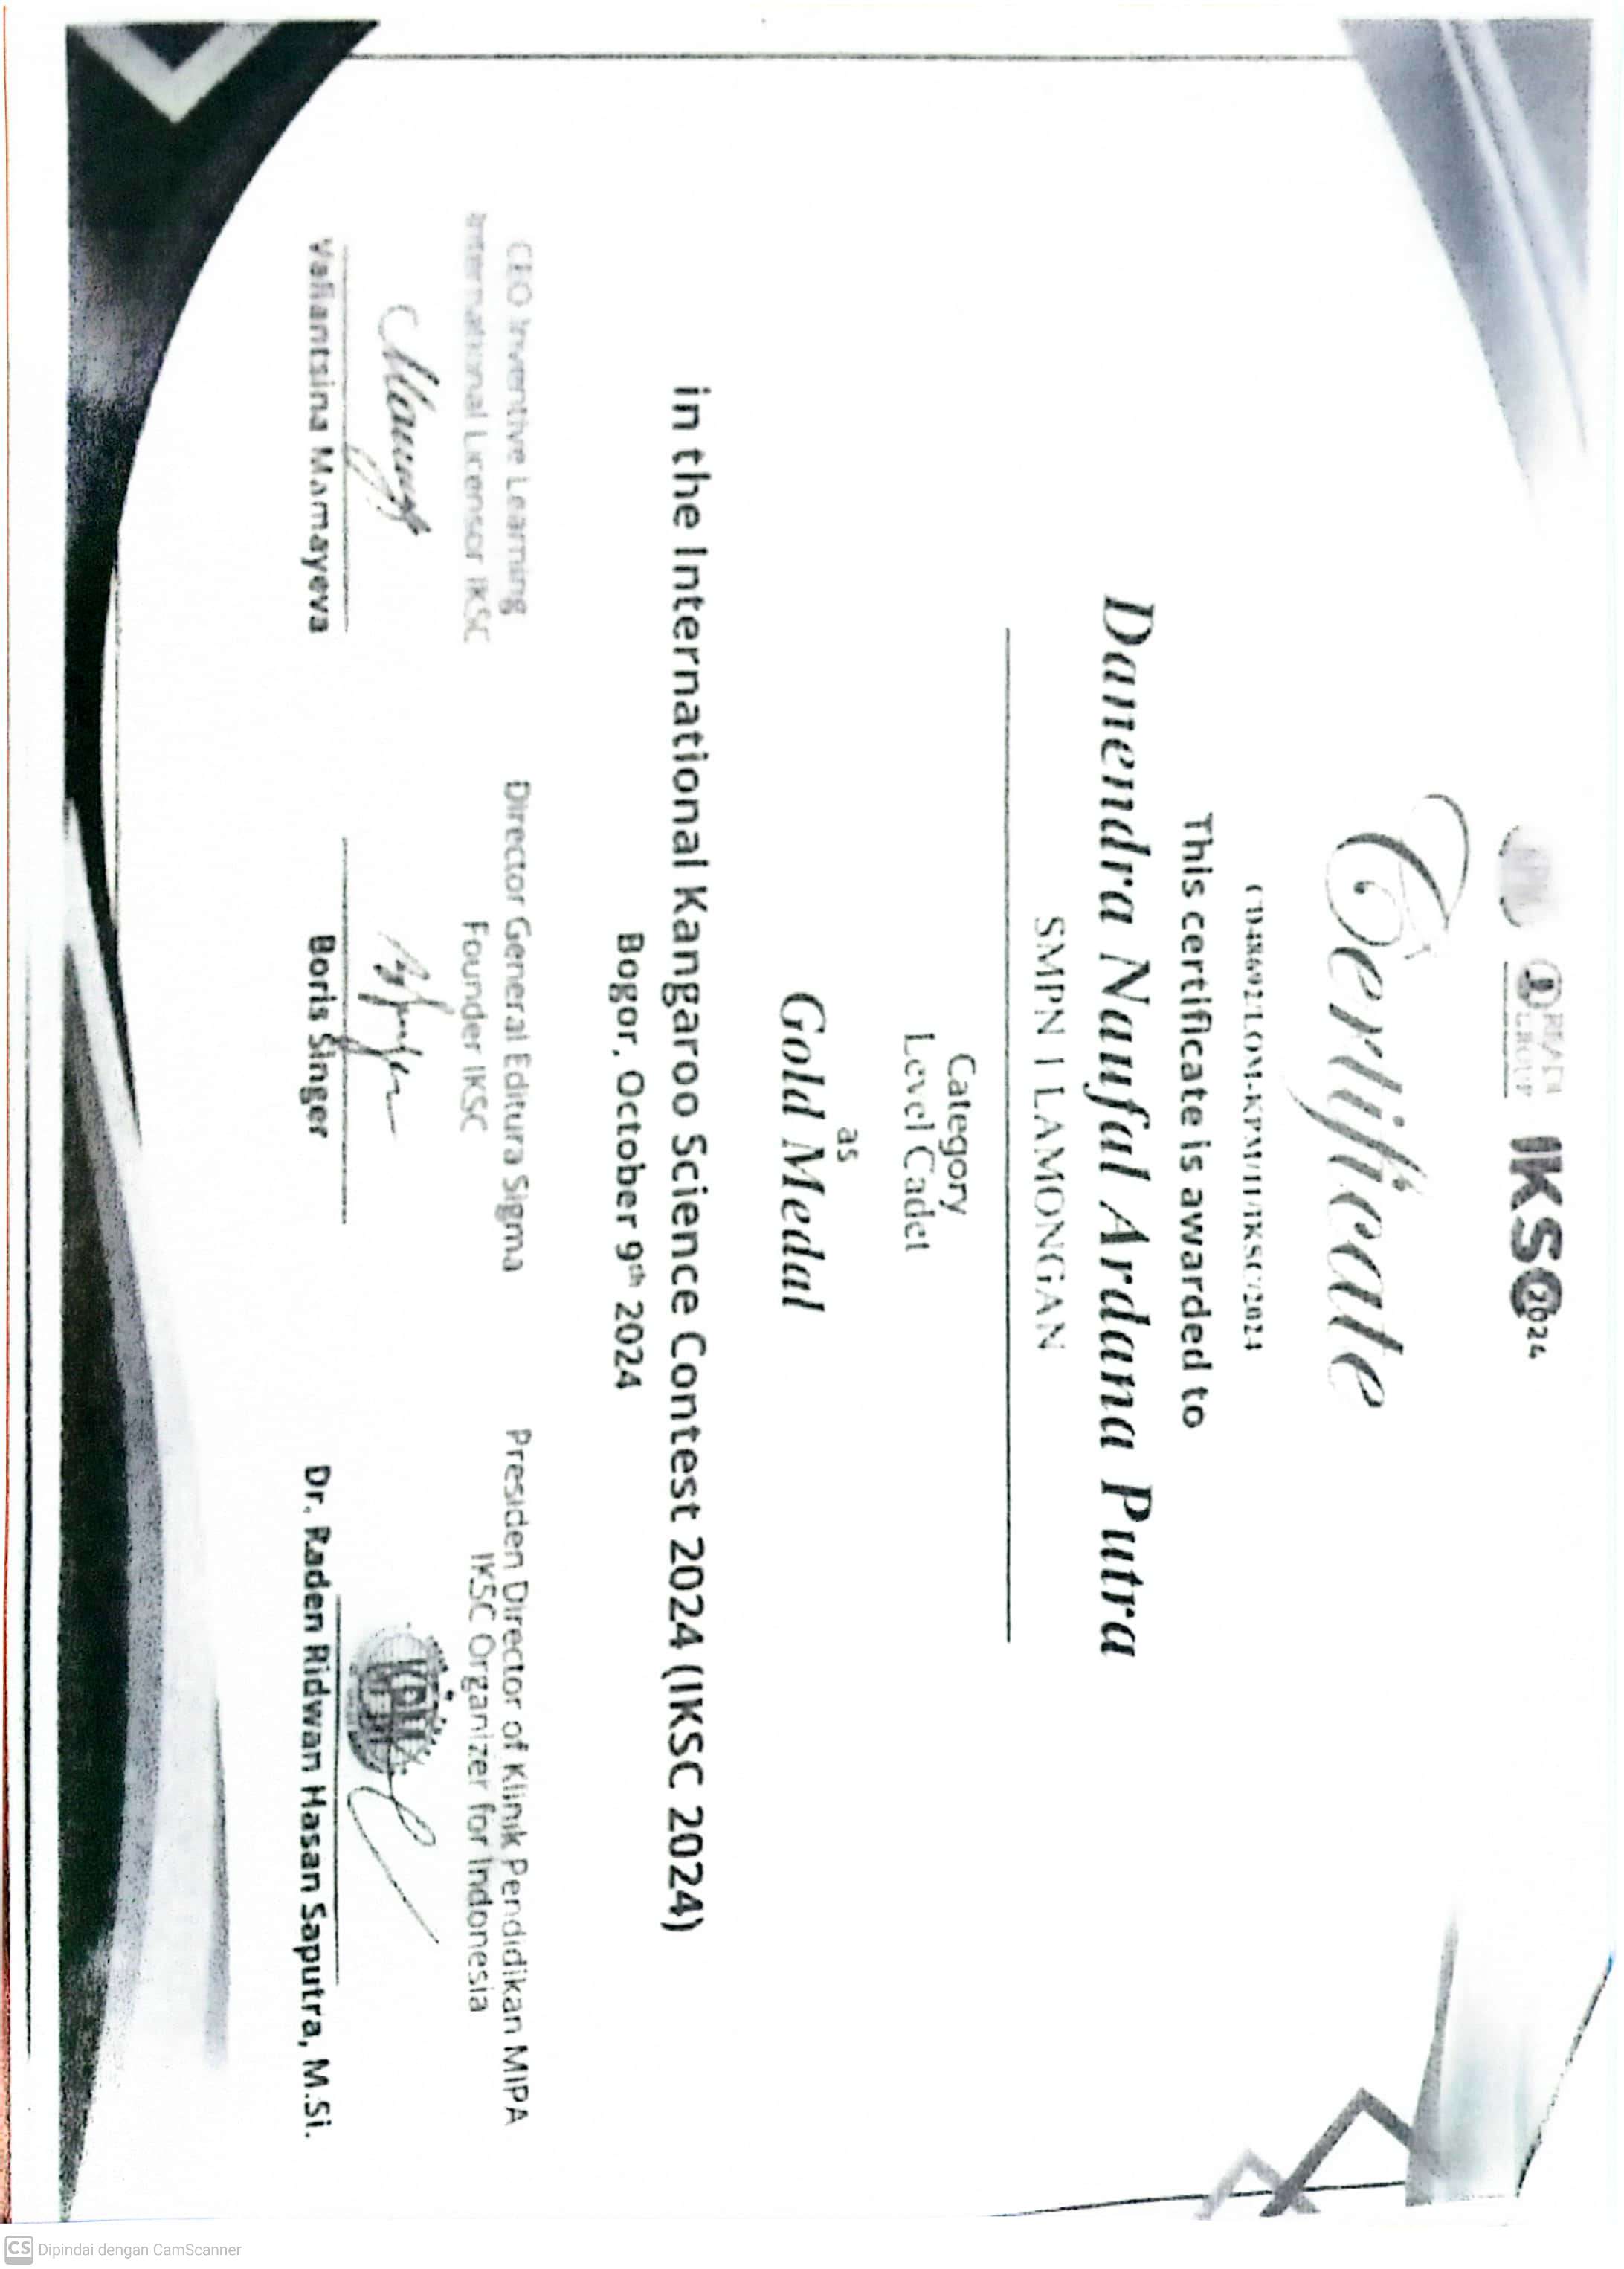 IKSC 2024
Certificate
This certificate is awarded to
Danendra Naufal Ardana Putra
SMPN 1 LAMONGAN
Category
Level Cadet
as
Gold Medal
in the International Kangaroo Science Contest 2024 (IKSC 2024)
Bogor, October 9th 2024
CEO Inventive Learning
International Licensor IKSC
Valiantsina Mamayeva
Director General Editura Sigma
Founder IKSC
Boris Singer
Presiden Director of Klinik Pendidikan MIPA
IKSC Organizer for Indonesia
Dr. Raden Ridwan Hasan Saputra, M.Si.
CS Dipindai dengan CamScanner